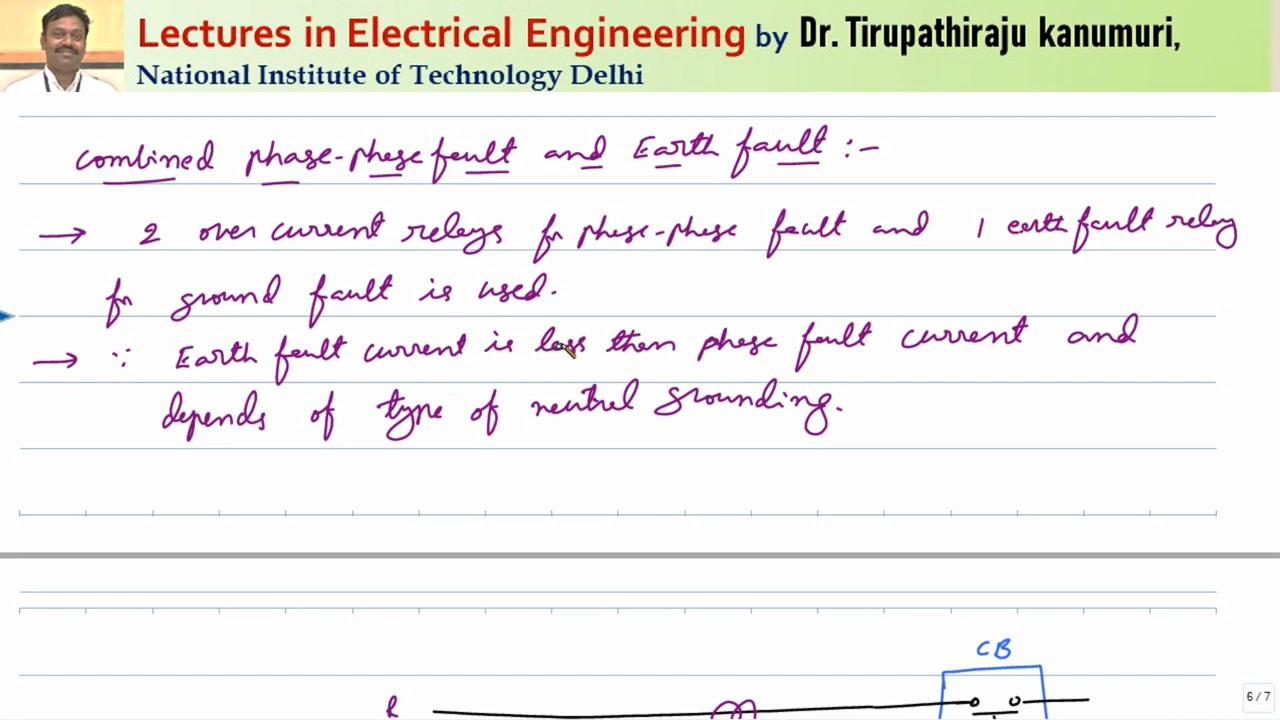 Lectures in Electrical Engineering by Dr. Tirupathiraju kanumuri,
National Institute of Technology Delhi
combined phase-phase fault and Earth fault :-
→ 2 over current relays for phase-phase fault and 1 earth fault relay
for ground fault is used.
→ ∵ Earth fault current is less then phase fault current and
depends of type of neutral grounding.
CB
R
6 / 7